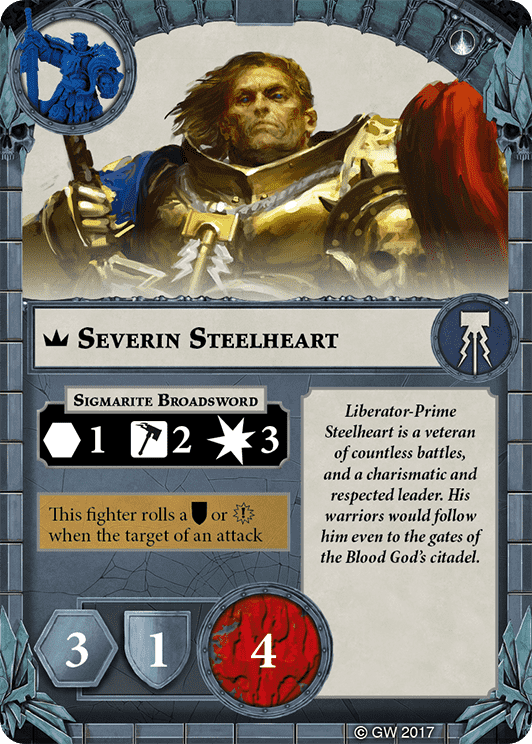 Severin Steelheart
Sigmarite Broadsword
1 2 3
This fighter rolls a or
when the target of an attack
Liberator-Prime
Steelheart is a veteran
of countless battles,
and a charismatic and
respected leader. His
warriors would follow
him even to the gates of
the Blood God's citadel.
3 1 4
© GW 2017